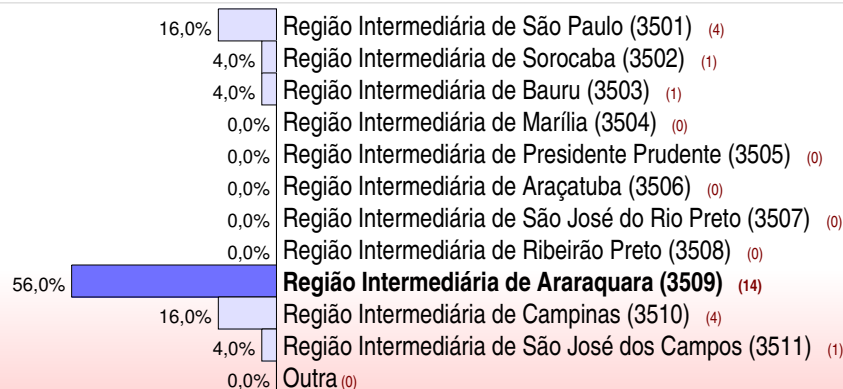 16,0% Região Intermediária de São Paulo (3501) (4)
4,0% Região Intermediária de Sorocaba (3502) (1)
4,0% Região Intermediária de Bauru (3503) (1)
0,0% Região Intermediária de Marília (3504) (0)
0,0% Região Intermediária de Presidente Prudente (3505) (0)
0,0% Região Intermediária de Araçatuba (3506) (0)
0,0% Região Intermediária de São José do Rio Preto (3507) (0)
0,0% Região Intermediária de Ribeirão Preto (3508) (0)
56,0% Região Intermediária de Araraquara (3509) (14)
16,0% Região Intermediária de Campinas (3510) (4)
4,0% Região Intermediária de São José dos Campos (3511) (1)
0,0% Outra (0)